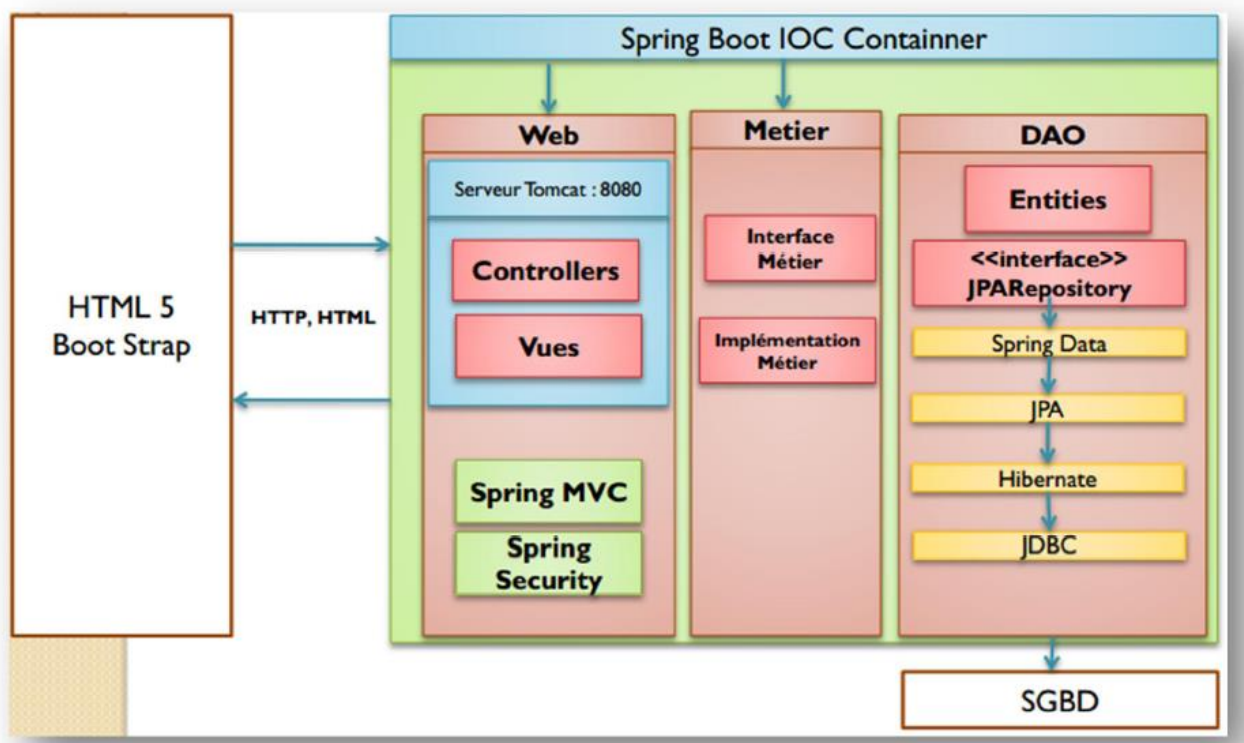 Spring Boot IOC Containner
HTML 5
Boot Strap
HTTP, HTML
Web
Serveur Tomcat : 8080
Controllers
Vues
Spring MVC
Spring
Security
Metier
Interface
Métier
Implémentation
Métier
DAO
Entities
<<interface>>
JPARepository
Spring Data
JPA
Hibernate
JDBC
SGBD